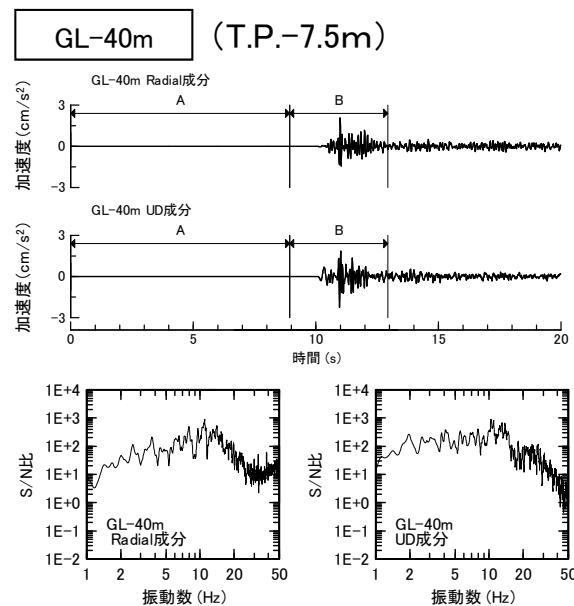 GL-40m (T.P.-7.5m)
GL-40m Radial成分
加速度(cm/s²)
3
0
-3
A
B
GL-40m UD成分
加速度(cm/s²)
3
0
-3
A
B
0 5 10 15 20
時間(s)
S/N比
1E+4
1E+3
1E+2
1E+1
1E+0
1E-1
1E-2
GL-40m
Radial成分
1 2 5 10 20 50
振動数(Hz)
S/N比
1E+4
1E+3
1E+2
1E+1
1E+0
1E-1
1E-2
GL-40m
UD成分
1 2 5 10 20 50
振動数(Hz)